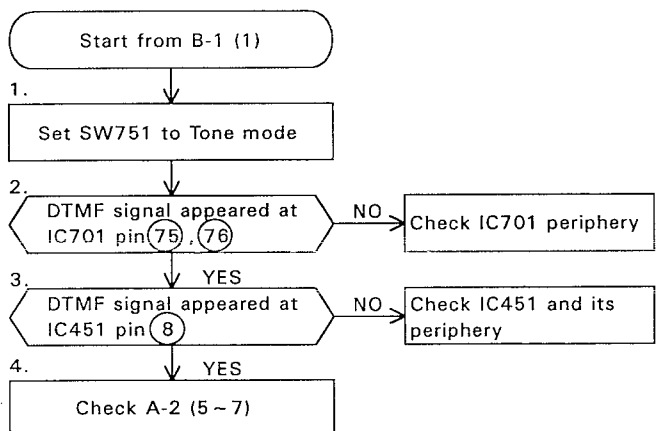 Start from B-1 (1)
1.
Set SW751 to Tone mode
2.
DTMF signal appeared at
IC701 pin 75 , 76
NO
Check IC701 periphery
YES
3.
DTMF signal appeared at
IC451 pin 8
NO
Check IC451 and its
periphery
YES
4.
Check A-2 (5 ~ 7)